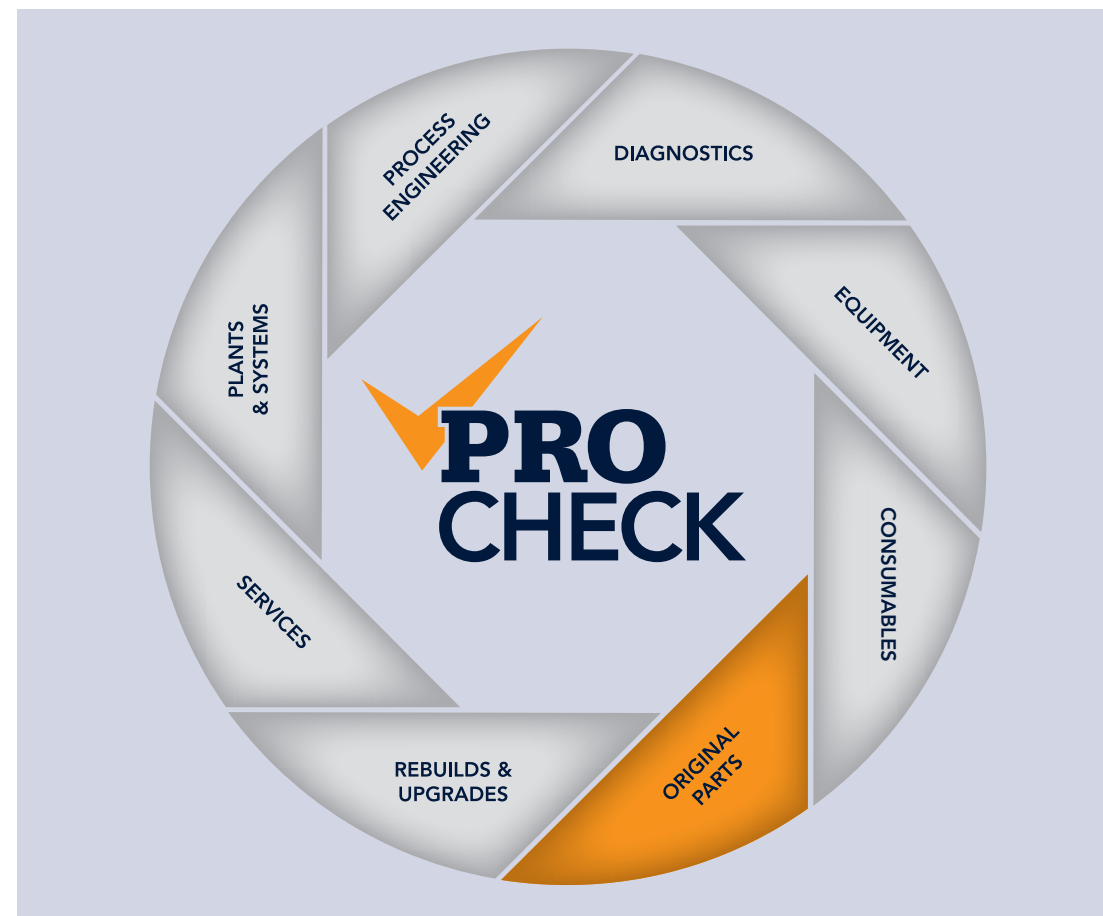 PROCESS
ENGINEERING
DIAGNOSTICS
EQUIPMENT
CONSUMABLES
ORIGINAL
PARTS
REBUILDS &
UPGRADES
SERVICES
PLANTS
& SYSTEMS
PRO
CHECK